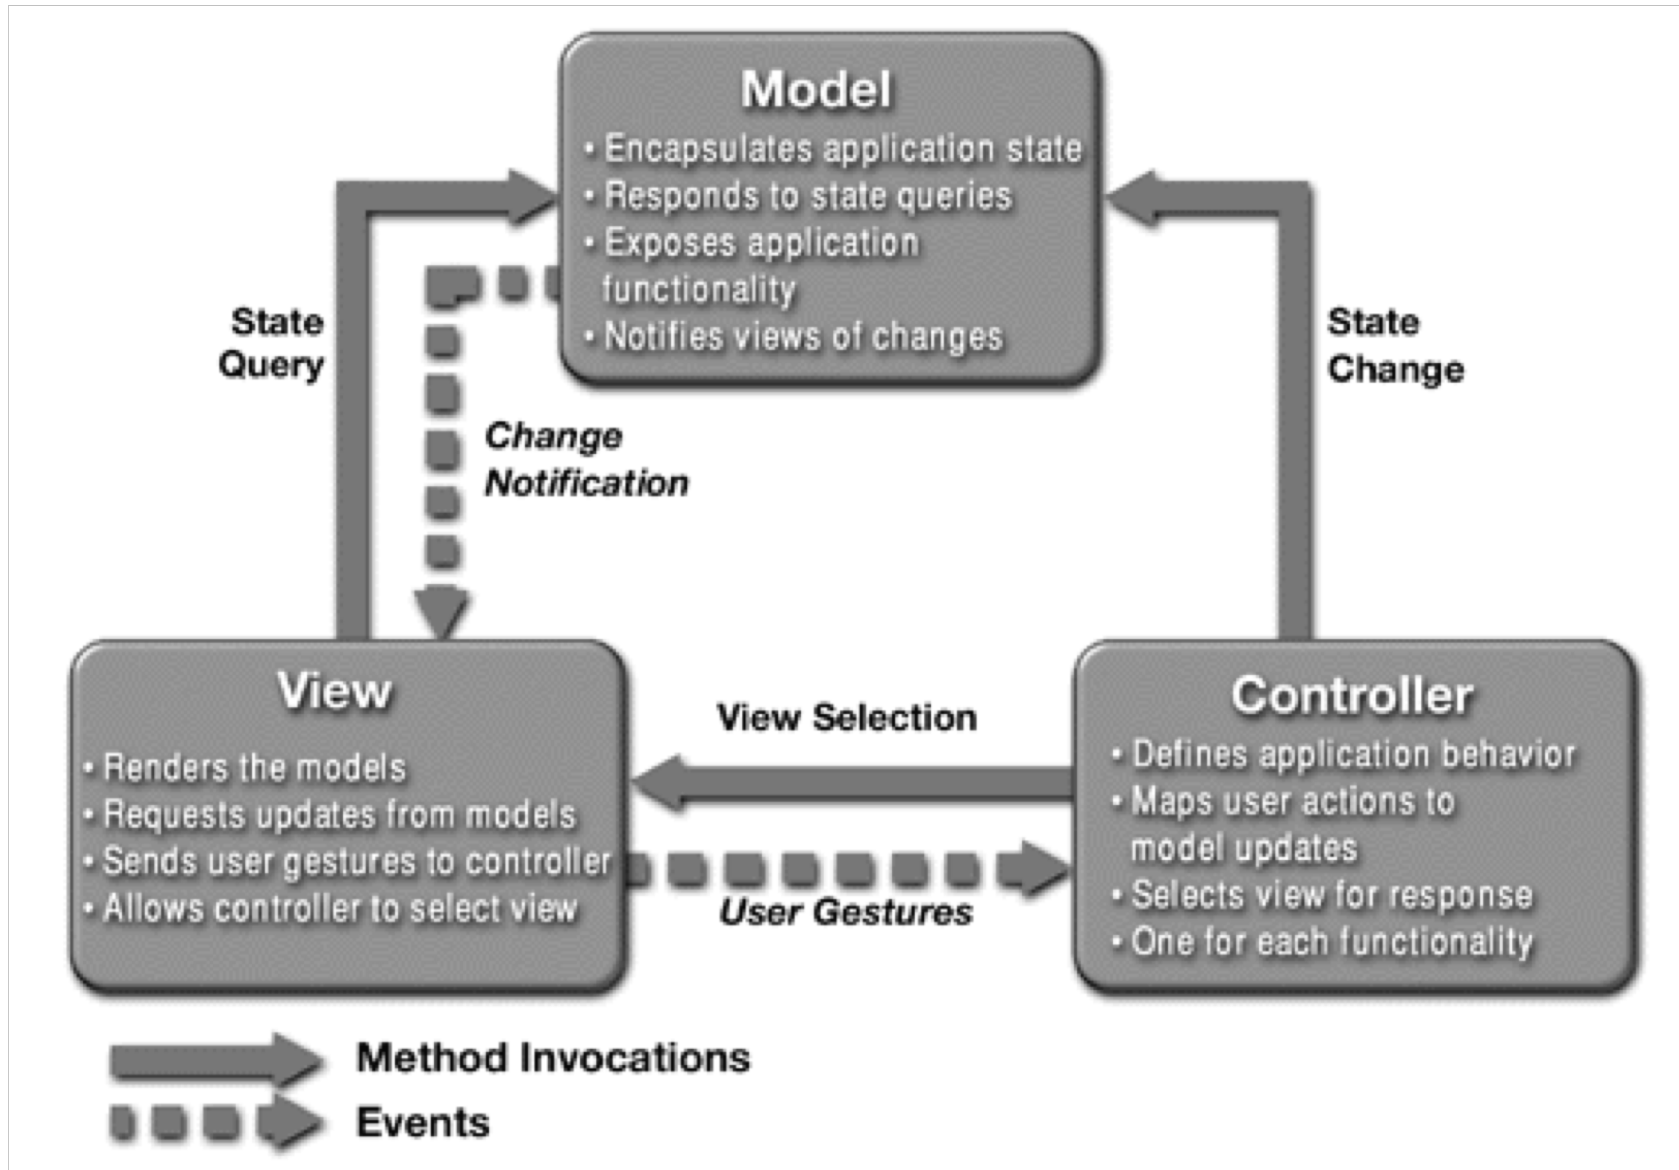 Model
• Encapsulates application state
• Responds to state queries
• Exposes application
functionality
• Notifies views of changes
State
Query
Change
Notification
State
Change
View
• Renders the models
• Requests updates from models
• Sends user gestures to controller
• Allows controller to select view
View Selection
User Gestures
Controller
• Defines application behavior
• Maps user actions to
model updates
• Selects view for response
• One for each functionality
Method Invocations
Events